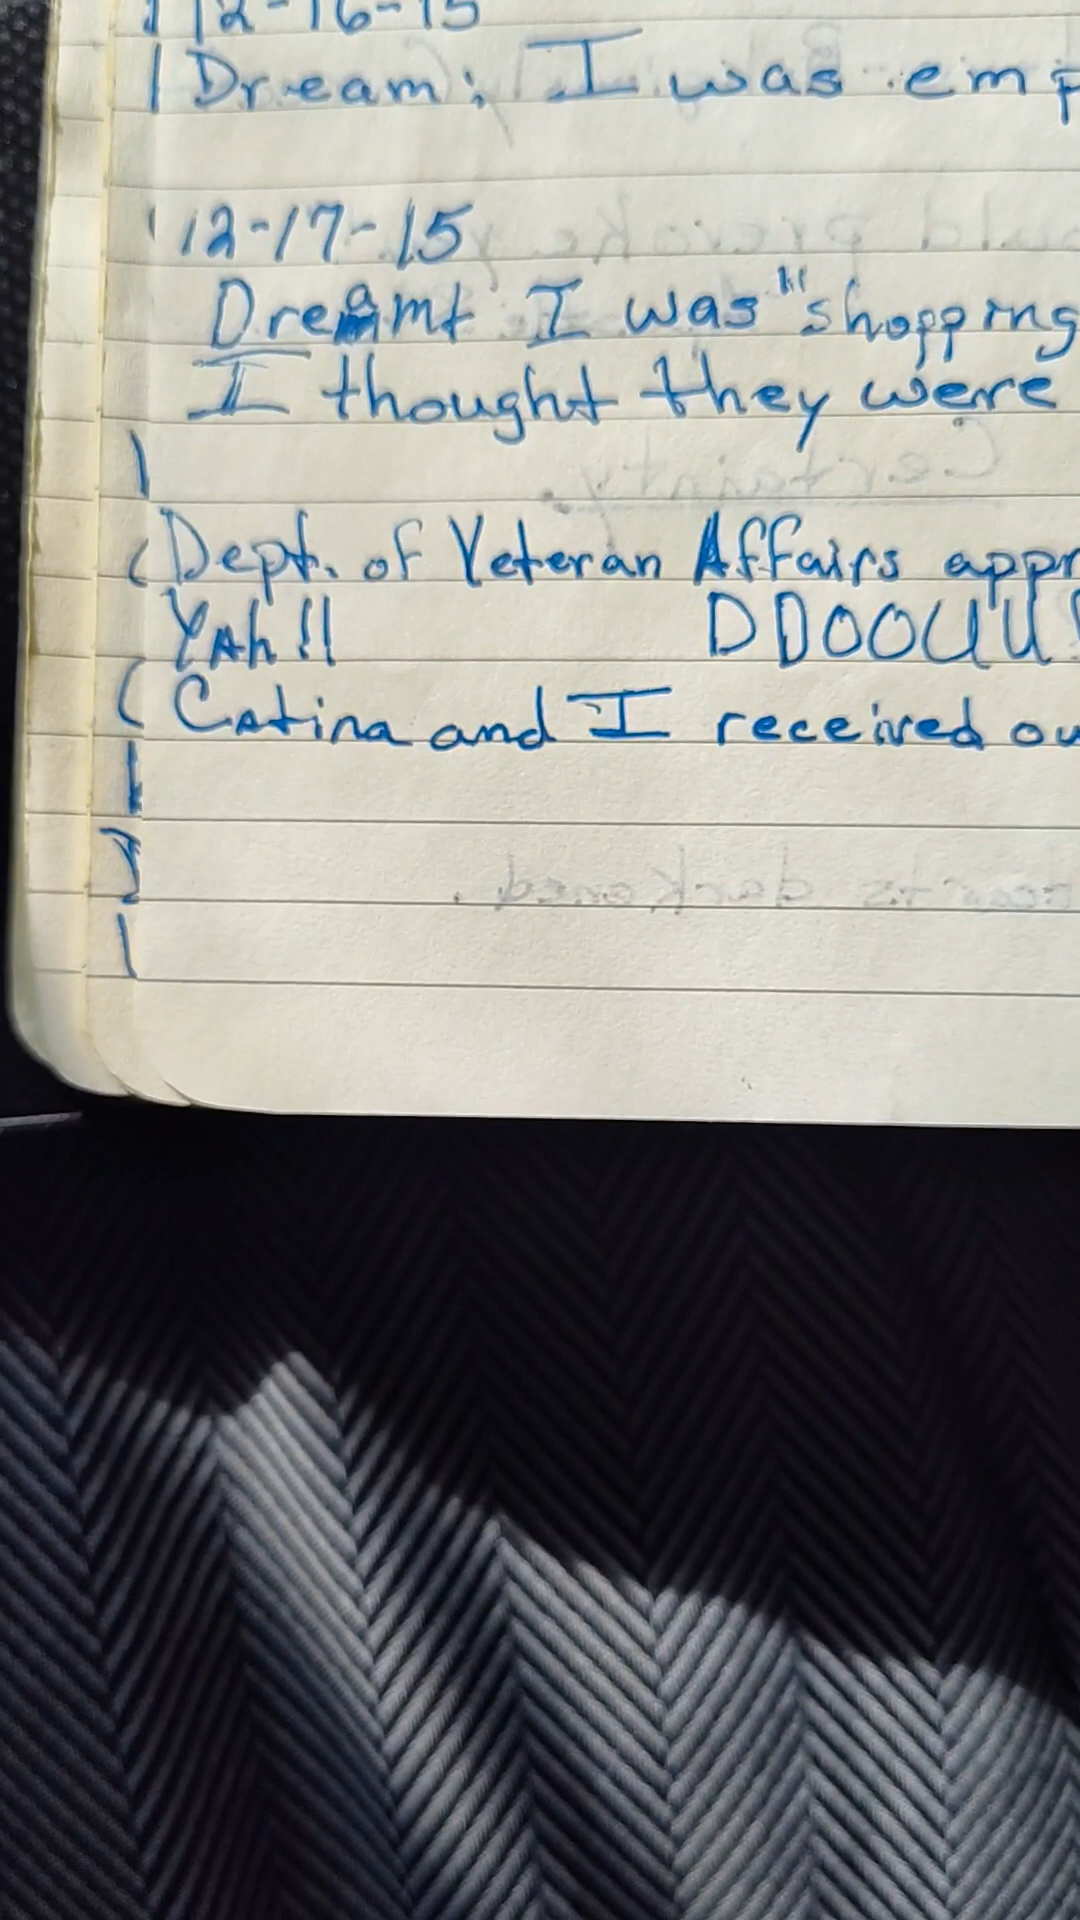 12-16-15
Dream: I was emp
12-17-15
Dreamt I was "shopping
I thought they were
Dept. of Veteran Affairs appr
YAh!! DDOOUU
Catina and I received ou